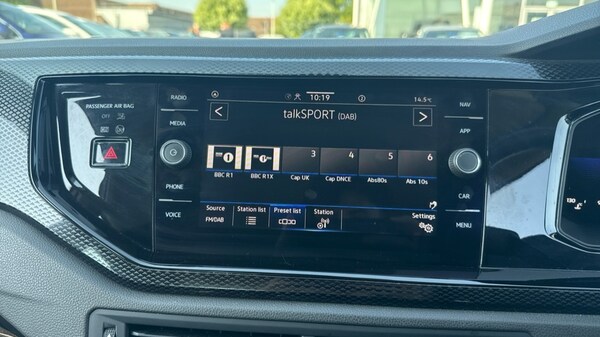 PASSENGER AIR BAG
OFF
RADIO
MEDIA
PHONE
VOICE
10:19
14.5°C
talkSPORT (DAB)
3 4 5 6
BBC R1 BBC R1X Cap UK Cap DNCE Abs80s Abs 10s
Source Station list Preset list Station Settings
FM/DAB
NAV
APP
CAR
MENU
130